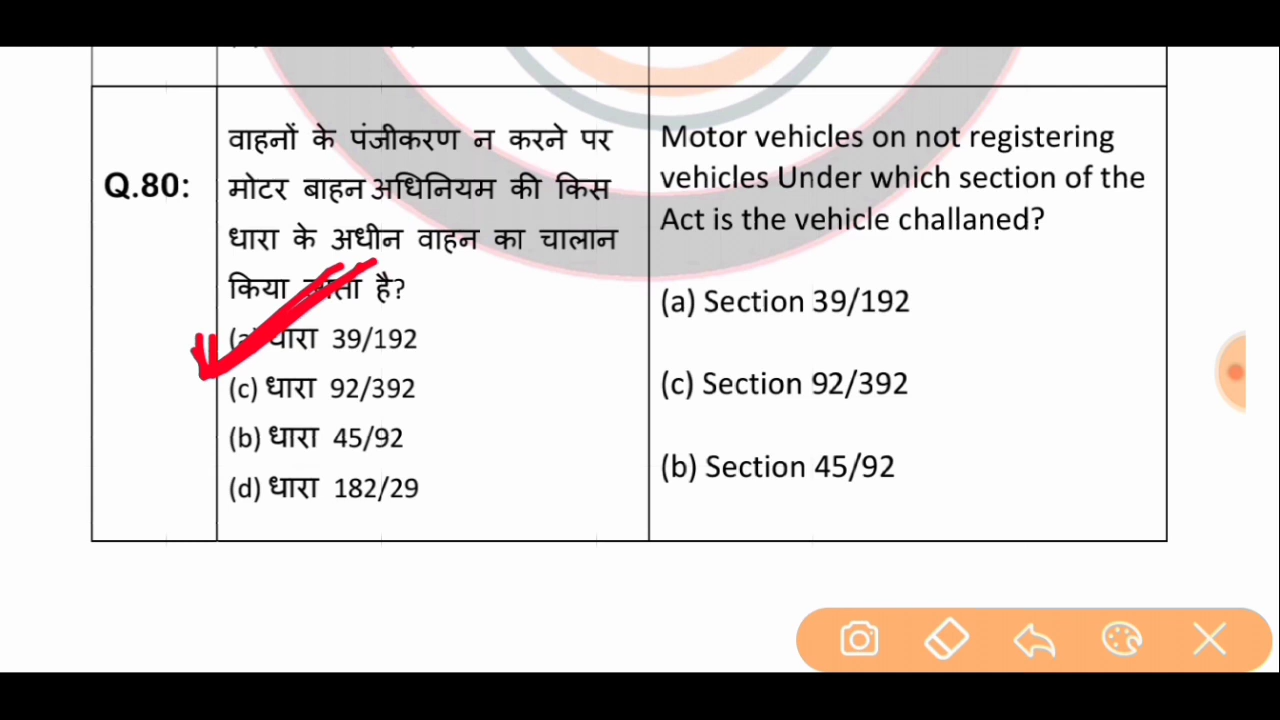 Q.80:
वाहनों के पंजीकरण न करने पर
मोटर बाहन अधिनियम की किस
धारा के अधीन वाहन का चालान
किया जाता है?
(a) धारा 39/192
(c) धारा 92/392
(b) धारा 45/92
(d) धारा 182/29
Motor vehicles on not registering
vehicles Under which section of the
Act is the vehicle challaned?
(a) Section 39/192
(c) Section 92/392
(b) Section 45/92